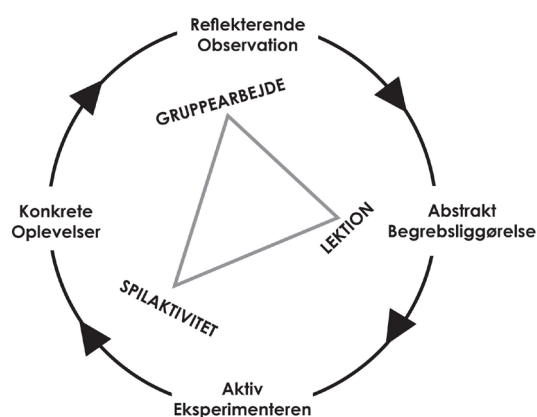 Reflekterende
Observation
GRUPPEARBEJDE
Konkrete
Oplevelser
LEKTION
Abstrakt
Begrebsliggørelse
SPILAKTIVITET
Aktiv
Eksperimenteren